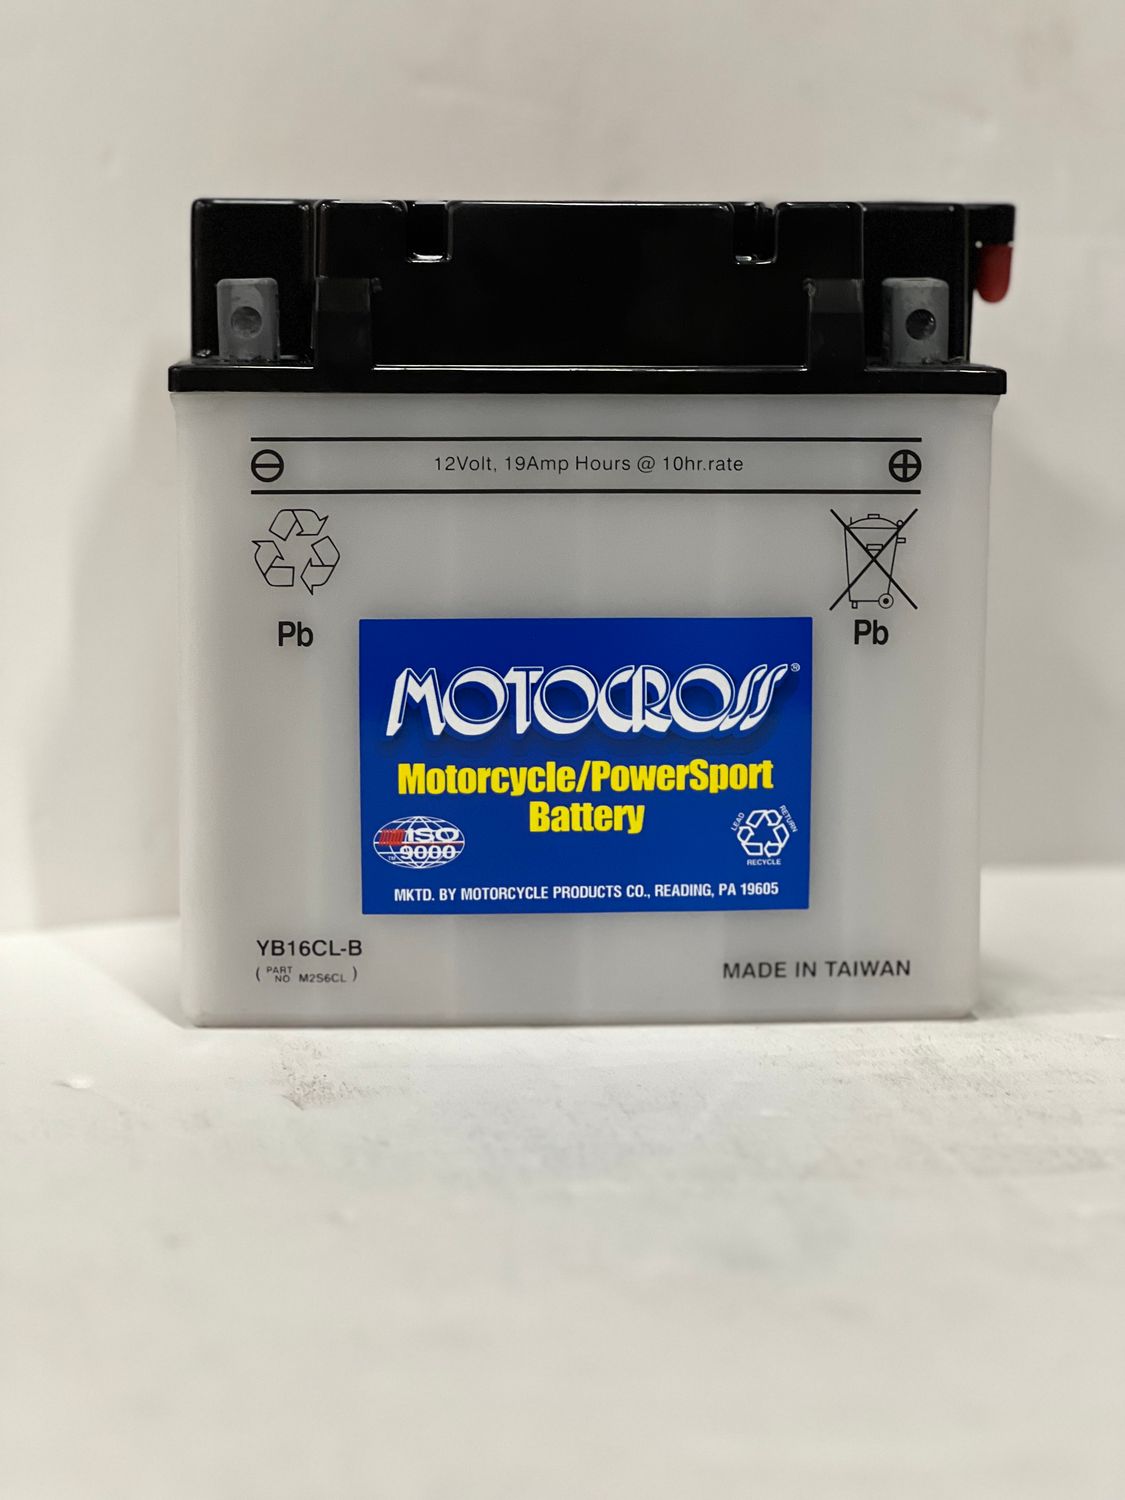 12Volt, 19Amp Hours @ 10hr.rate
Pb
Pb
MOTOCROSS®
Motorcycle/PowerSport
Battery
ISO
9000
TM
LEAD
RETURN
RECYCLE
MKTD. BY MOTORCYCLE PRODUCTS CO., READING, PA 19605
YB16CL-B
(PART NO M2S6CL)
MADE IN TAIWAN